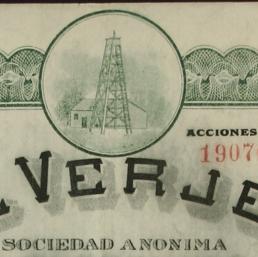 ACCIONES
1907
VERJE
SOCIEDAD ANONIMA